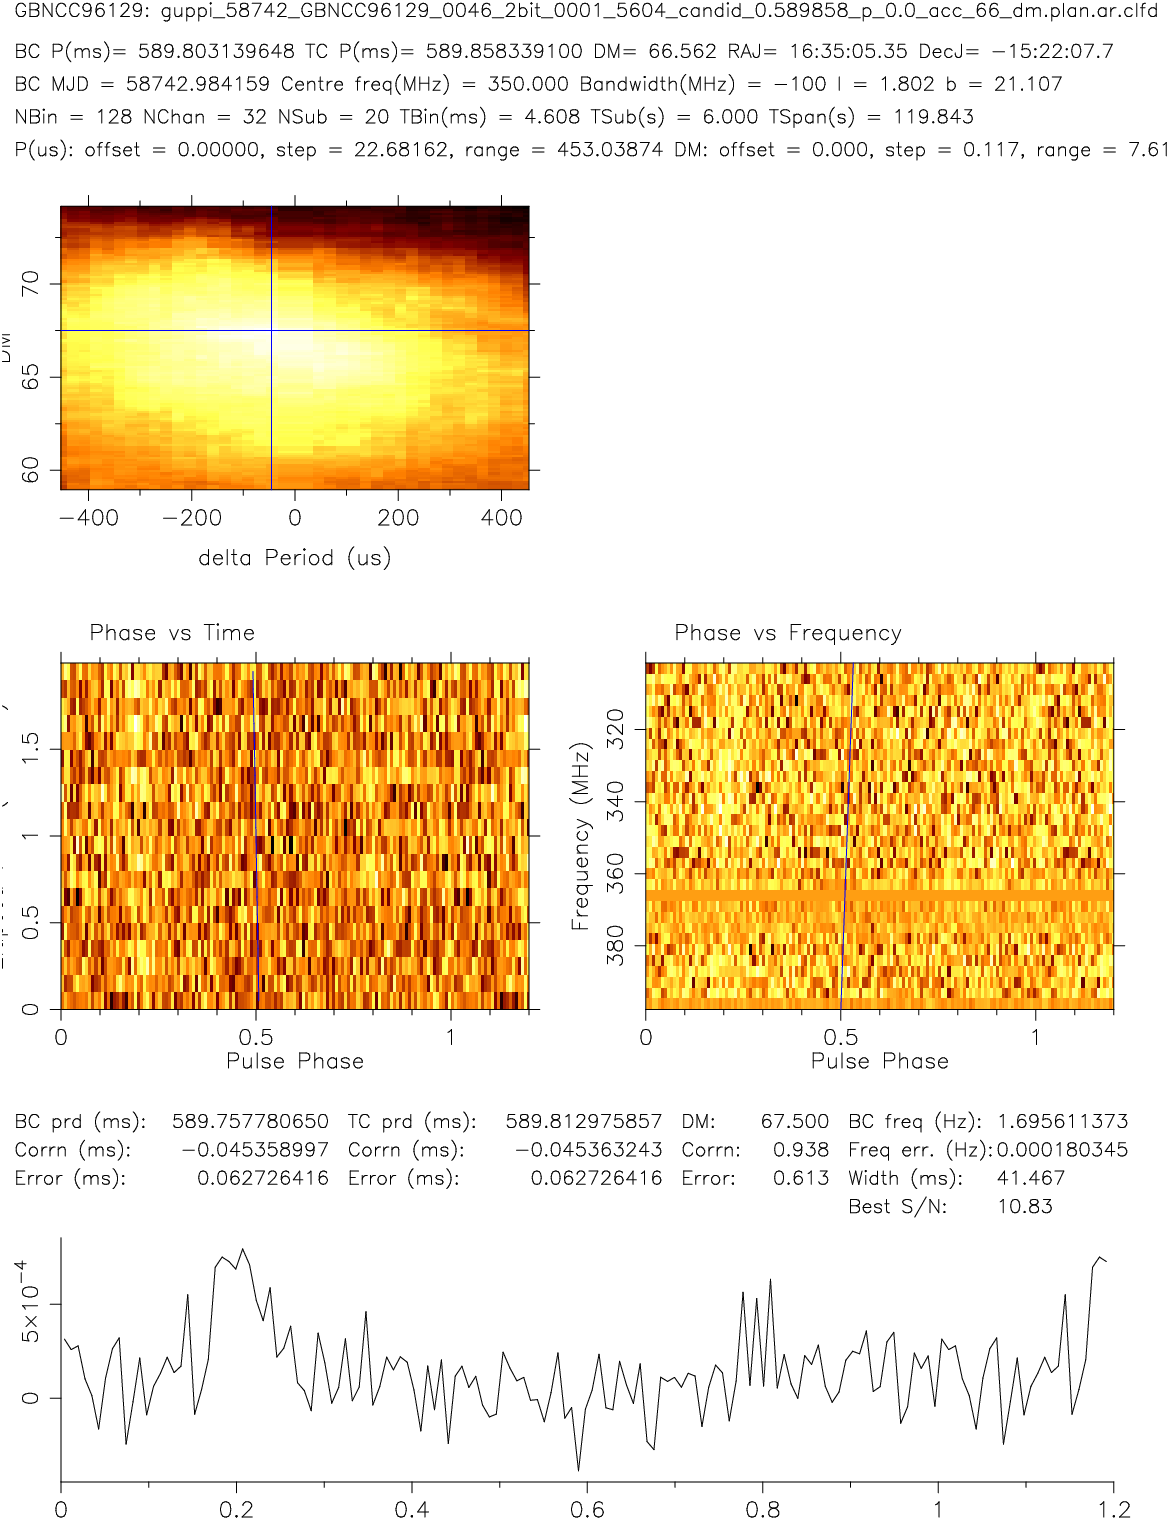 GBNCC96129: guppi_58742_GBNCC96129_0046_2bit_0001_5604_candid_0.589858_p_0.0_acc_66_dm.plan.ar.clfd
BC P(ms)= 589.803139648 TC P(ms)= 589.858339100 DM= 66.562 RAJ= 16:35:05.35 DecJ= −15:22:07.7
BC MJD = 58742.984159 Centre freq(MHz) = 350.000 Bandwidth(MHz) = −100 l = 1.802 b = 21.107
NBin = 128 NChan = 32 NSub = 20 TBin(ms) = 4.608 TSub(s) = 6.000 TSpan(s) = 119.843
P(us): offset = 0.00000, step = 22.68162, range = 453.03874 DM: offset = 0.000, step = 0.117, range = 7.61
70
65
60
DM
−400 −200 0 200 400
delta Period (us)
Phase vs Time
1.5
1
0.5
0
0 0.5 1
Pulse Phase
Phase vs Frequency
320
340
360
380
Frequency (MHz)
0 0.5 1
Pulse Phase
BC prd (ms): 589.757780650 TC prd (ms): 589.812975857 DM: 67.500 BC freq (Hz): 1.695611373
Corrn (ms): −0.045358997 Corrn (ms): −0.045363243 Corrn: 0.938 Freq err. (Hz): 0.000180345
Error (ms): 0.062726416 Error (ms): 0.062726416 Error: 0.613 Width (ms): 41.467
Best S/N: 10.83
5×10⁻⁴
0
0 0.2 0.4 0.6 0.8 1 1.2